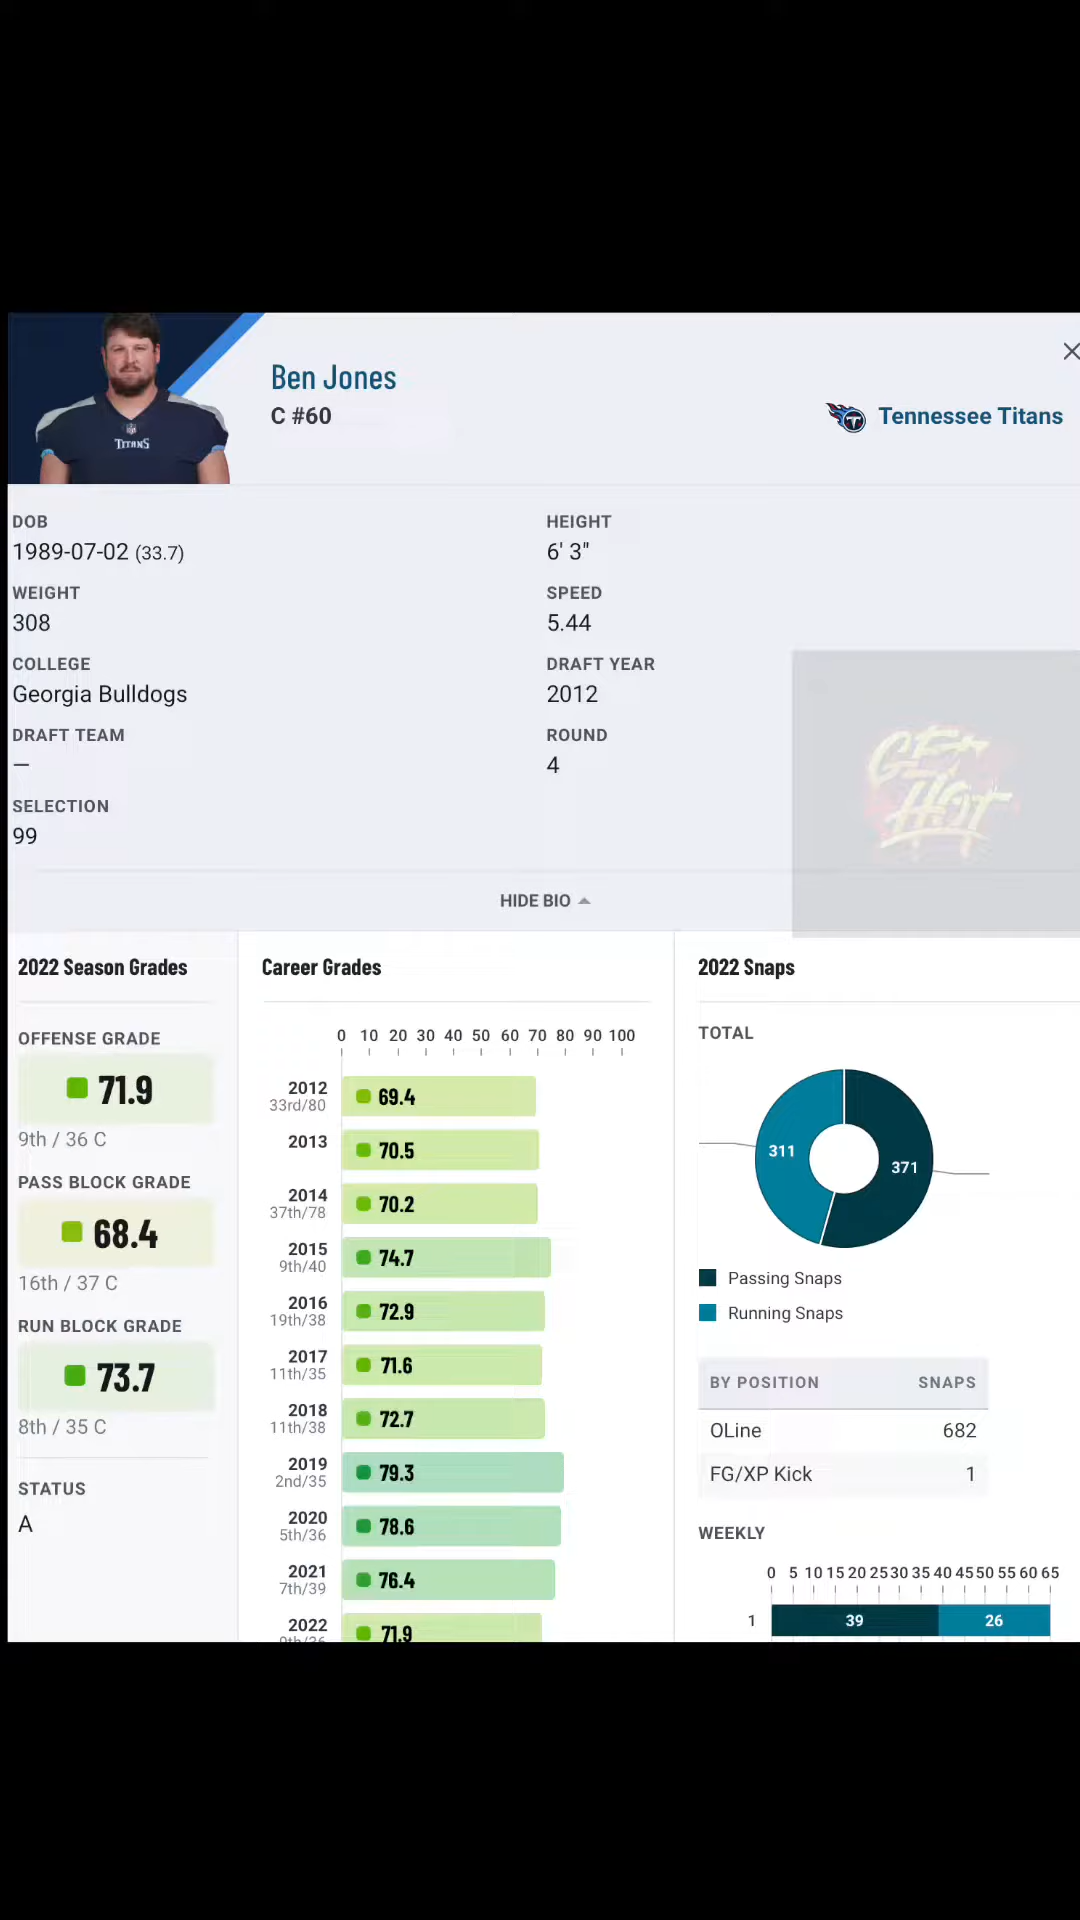 Ben Jones
C #60
TITANS
Tennessee Titans
DOB
1989-07-02 (33.7)
HEIGHT
6' 3"
WEIGHT
308
SPEED
5.44
COLLEGE
Georgia Bulldogs
DRAFT YEAR
2012
DRAFT TEAM
—
ROUND
4
SELECTION
99
GET HOT
HIDE BIO
2022 Season Grades
OFFENSE GRADE
71.9
9th / 36 C
PASS BLOCK GRADE
68.4
16th / 37 C
RUN BLOCK GRADE
73.7
8th / 35 C
STATUS
A
Career Grades
0 10 20 30 40 50 60 70 80 90 100
2012 69.4
33rd/80
2013 70.5
2014 70.2
37th/78
2015 74.7
9th/40
2016 72.9
19th/38
2017 71.6
11th/35
2018 72.7
11th/38
2019 79.3
2nd/35
2020 78.6
5th/36
2021 76.4
7th/39
2022 71.9
9th/36
2022 Snaps
TOTAL
311
371
Passing Snaps
Running Snaps
BY POSITION SNAPS
OLine 682
FG/XP Kick 1
WEEKLY
0 5 10 15 20 25 30 35 40 45 50 55 60 65
1 39 26